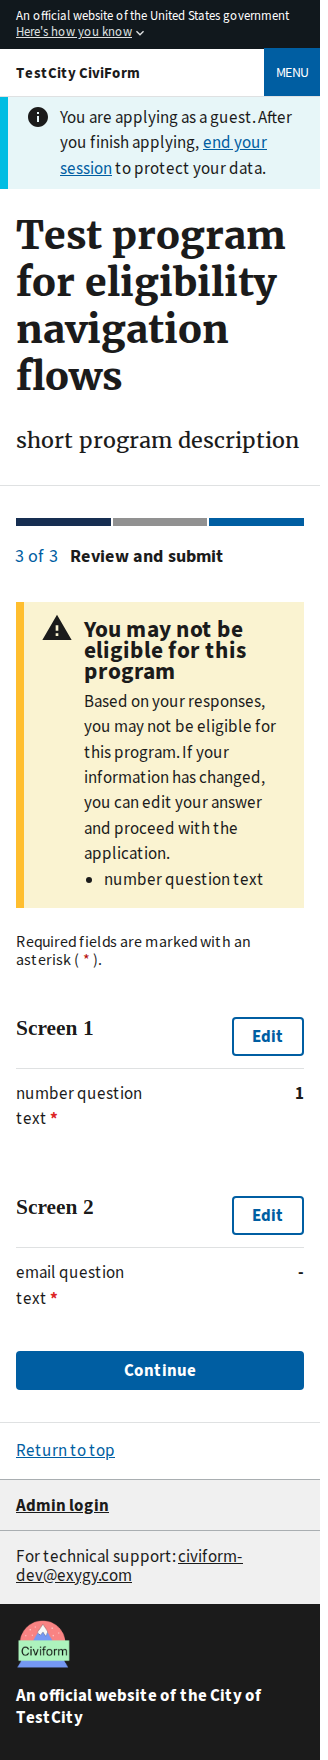 An official website of the United States government
Here's how you know
TestCity CiviForm
MENU
You are applying as a guest. After
you finish applying, end your
session to protect your data.
Test program
for eligibility
navigation
flows
short program description
3 of 3 Review and submit
You may not be
eligible for this
program
Based on your responses,
you may not be eligible for
this program. If your
information has changed,
you can edit your answer
and proceed with the
application.
• number question text
Required fields are marked with an
asterisk ( * ).
Screen 1
Edit
number question
text *
1
Screen 2
Edit
email question
text *
-
Continue
Return to top
Admin login
For technical support: civiform-
dev@exygy.com
Civiform
An official website of the City of
TestCity